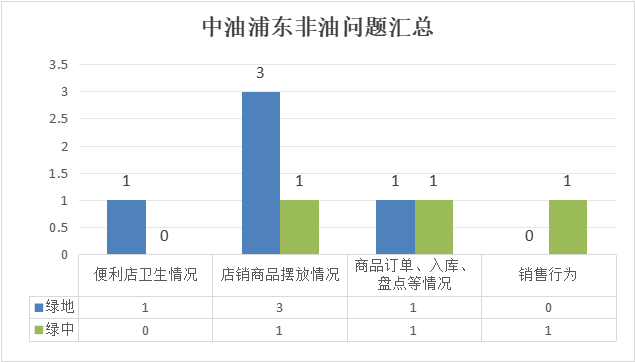 中油浦东非油问题汇总
3.5
3
2.5
2
1.5
1
0.5
0
1
0
3
1
1
1
0
1
便利店卫生情况
店销商品摆放情况
商品订单、入库、
盘点等情况
销售行为
绿地 1 3 1 0
绿中 0 1 1 1